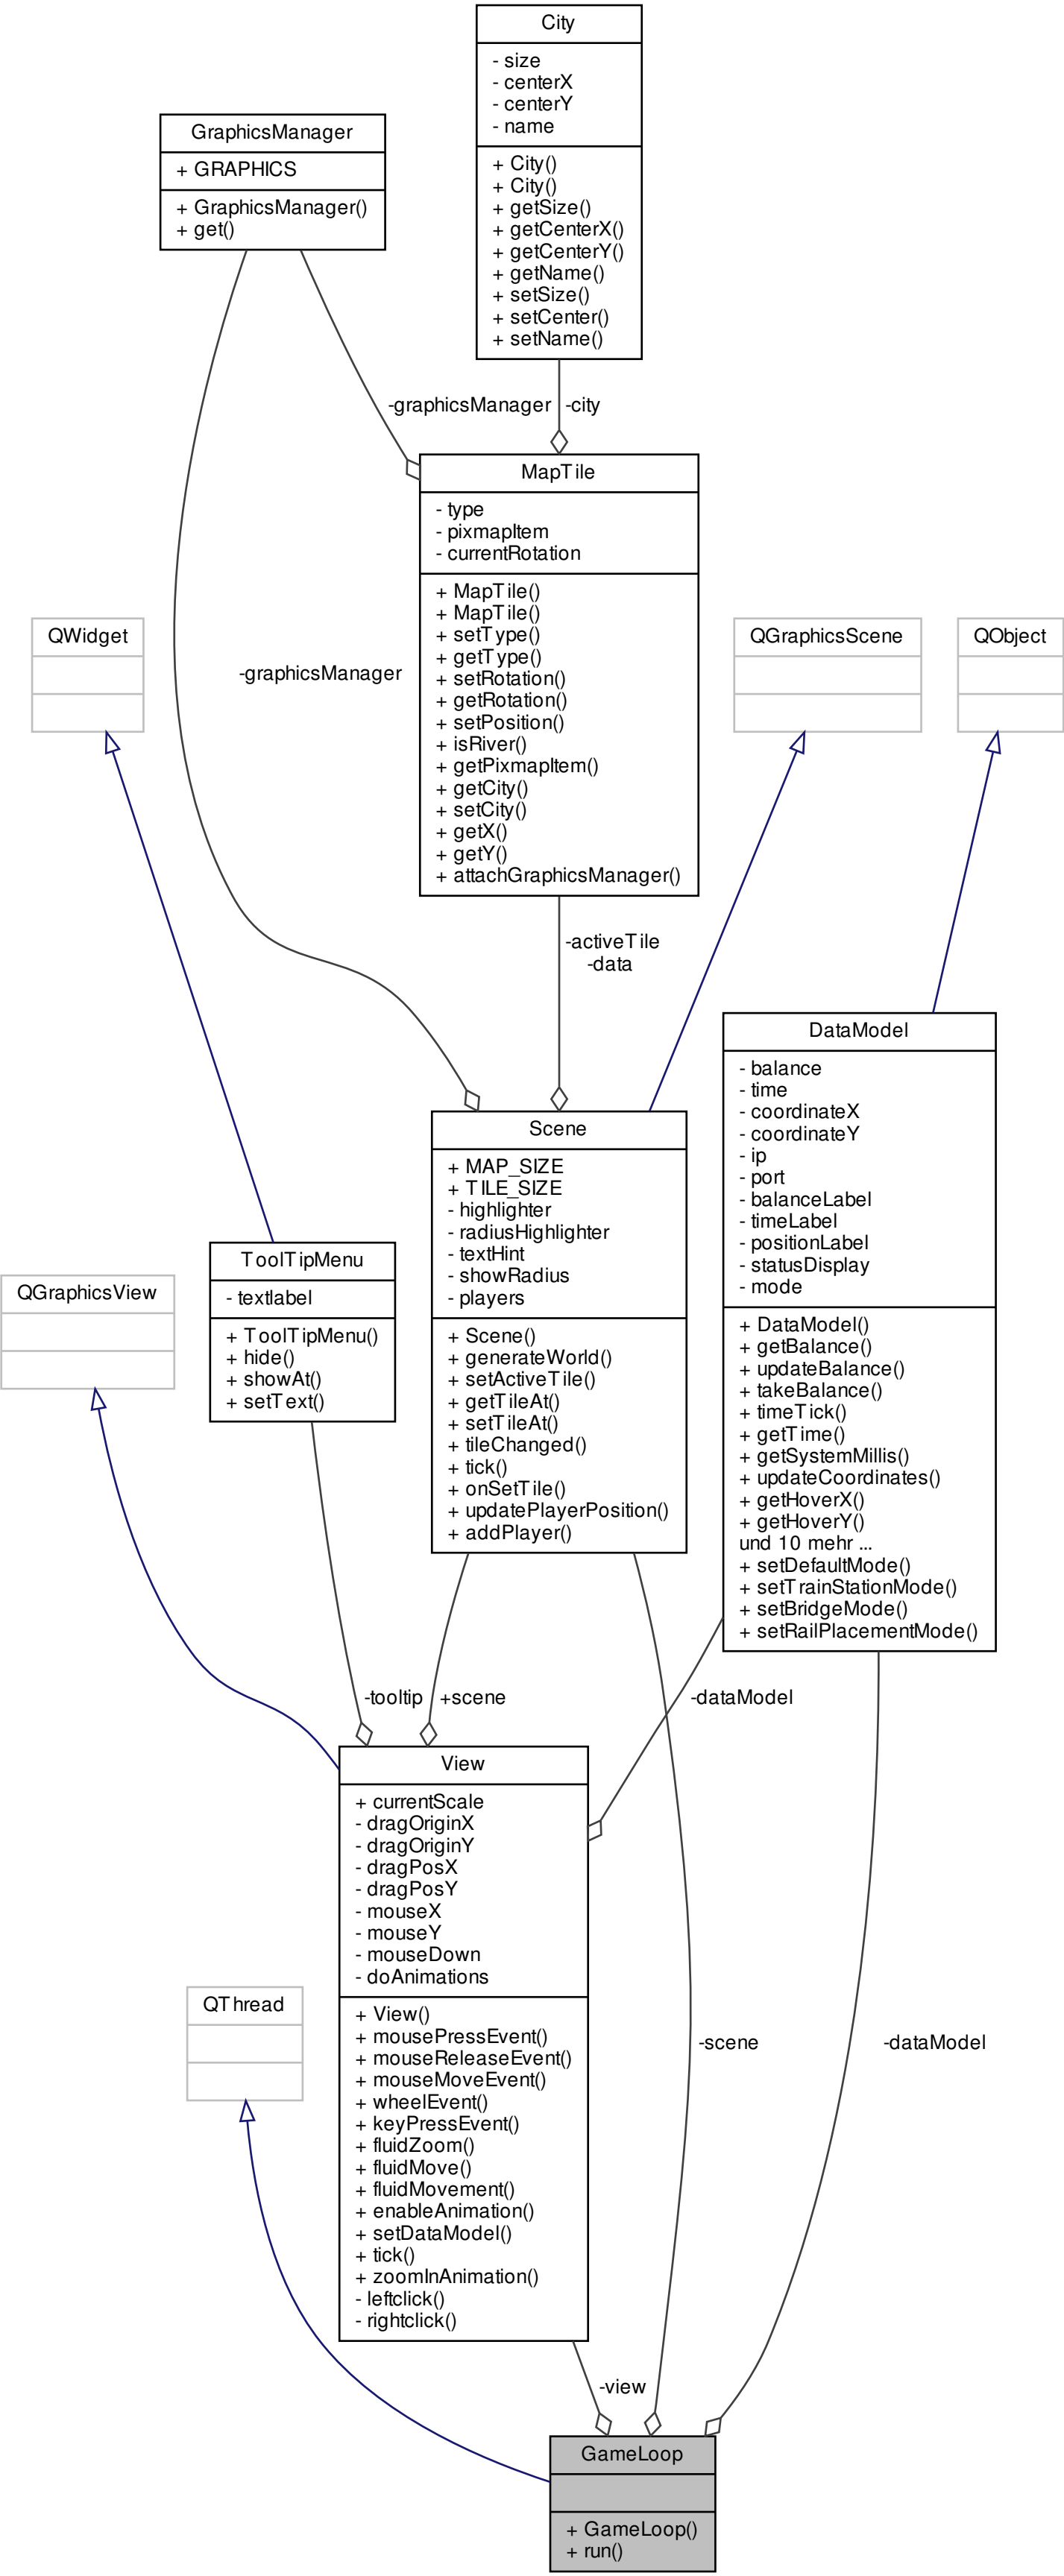 City
- size
- centerX
- centerY
- name
+ City()
+ City()
+ getSize()
+ getCenterX()
+ getCenterY()
+ getName()
+ setSize()
+ setCenter()
+ setName()
GraphicsManager
+ GRAPHICS
+ GraphicsManager()
+ get()
-graphicsManager
-city
MapTile
- type
- pixmapItem
- currentRotation
+ MapTile()
+ MapTile()
+ setType()
+ getType()
+ setRotation()
+ getRotation()
+ setPosition()
+ isRiver()
+ getPixmapItem()
+ getCity()
+ setCity()
+ getX()
+ getY()
+ attachGraphicsManager()
QWidget
-graphicsManager
QGraphicsScene
QObject
-activeTile
-data
DataModel
- balance
- time
- coordinateX
- coordinateY
- ip
- port
- balanceLabel
- timeLabel
- positionLabel
- statusDisplay
- mode
+ DataModel()
+ getBalance()
+ updateBalance()
+ takeBalance()
+ timeTick()
+ getTime()
+ getSystemMillis()
+ updateCoordinates()
+ getHoverX()
+ getHoverY()
und 10 mehr ...
+ setDefaultMode()
+ setTrainStationMode()
+ setBridgeMode()
+ setRailPlacementMode()
Scene
+ MAP_SIZE
+ TILE_SIZE
- highlighter
- radiusHighlighter
- textHint
- showRadius
- players
+ Scene()
+ generateWorld()
+ setActiveTile()
+ getTileAt()
+ setTileAt()
+ tileChanged()
+ tick()
+ onSetTile()
+ updatePlayerPosition()
+ addPlayer()
ToolTipMenu
- textlabel
+ ToolTipMenu()
+ hide()
+ showAt()
+ setText()
QGraphicsView
-tooltip
+scene
-dataModel
View
+ currentScale
- dragOriginX
- dragOriginY
- dragPosX
- dragPosY
- mouseX
- mouseY
- mouseDown
- doAnimations
+ View()
+ mousePressEvent()
+ mouseReleaseEvent()
+ mouseMoveEvent()
+ wheelEvent()
+ keyPressEvent()
+ fluidZoom()
+ fluidMove()
+ fluidMovement()
+ enableAnimation()
+ setDataModel()
+ tick()
+ zoomInAnimation()
- leftclick()
- rightclick()
QThread
-scene
-dataModel
-view
GameLoop
+ GameLoop()
+ run()